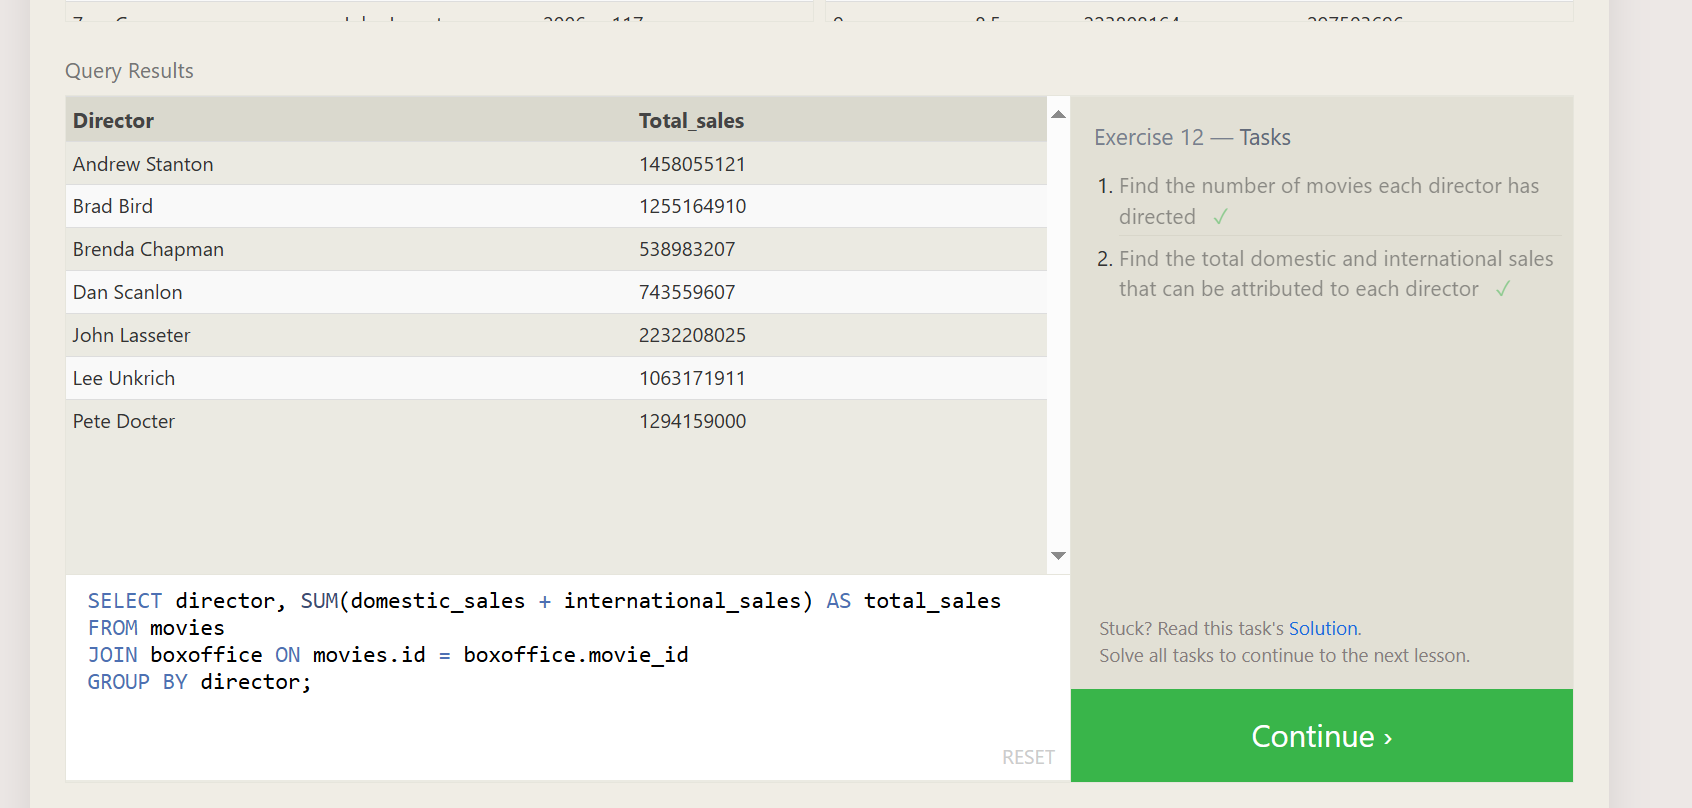 Query Results
Director Total_sales
Andrew Stanton 1458055121
Brad Bird 1255164910
Brenda Chapman 538983207
Dan Scanlon 743559607
John Lasseter 2232208025
Lee Unkrich 1063171911
Pete Docter 1294159000
SELECT director, SUM(domestic_sales + international_sales) AS total_sales
FROM movies
JOIN boxoffice ON movies.id = boxoffice.movie_id
GROUP BY director;
RESET
Exercise 12 — Tasks
1. Find the number of movies each director has
directed ✓
2. Find the total domestic and international sales
that can be attributed to each director ✓
Stuck? Read this task's Solution.
Solve all tasks to continue to the next lesson.
Continue ›